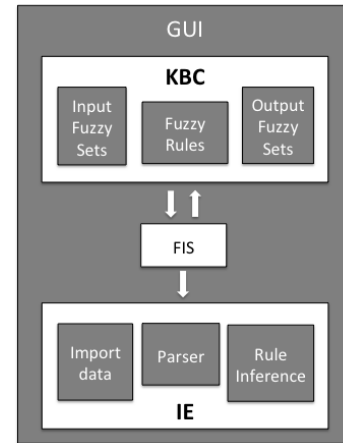 GUI
KBC
Input
Fuzzy
Sets
Fuzzy
Rules
Output
Fuzzy
Sets
FIS
Import
data
Parser
Rule
Inference
IE